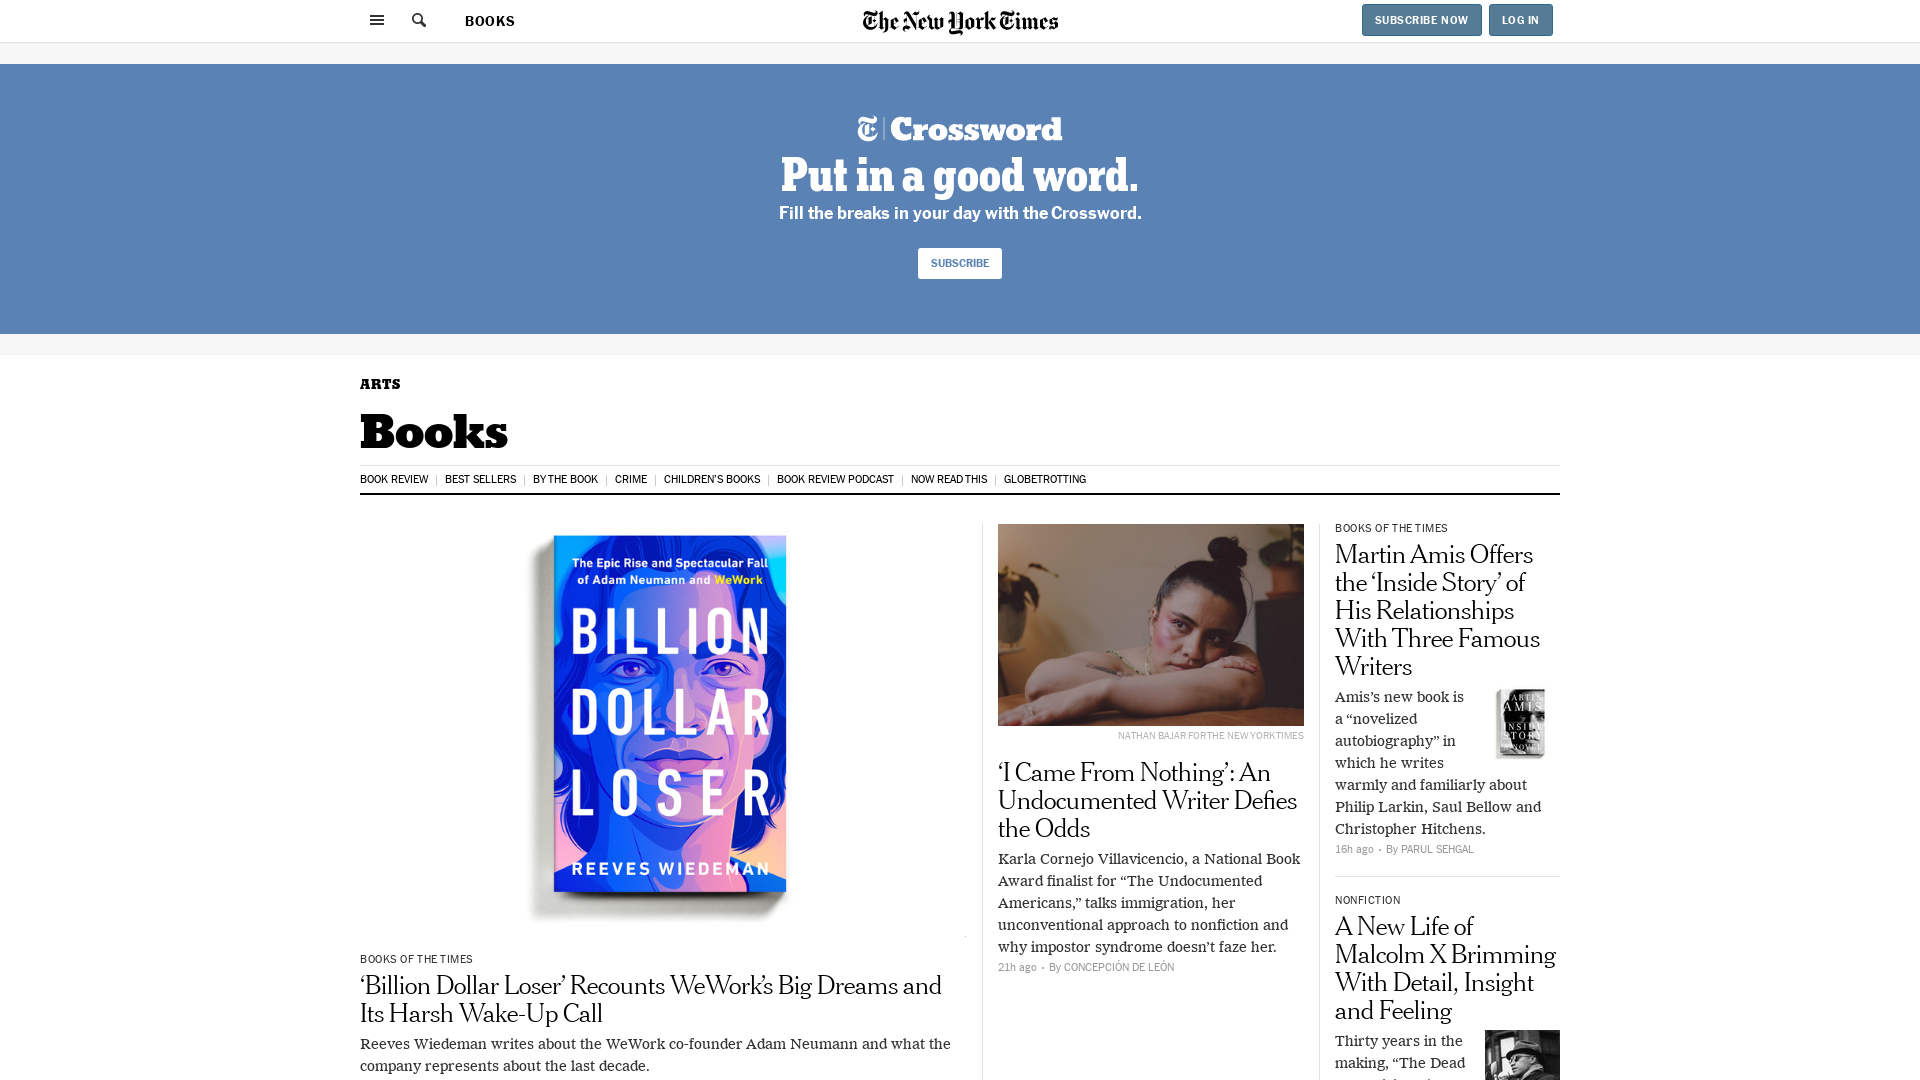 BOOKS
The New York Times
SUBSCRIBE NOW
LOG IN
T Crossword
Put in a good word.
Fill the breaks in your day with the Crossword.
SUBSCRIBE
ARTS
Books
BOOK REVIEW
BEST SELLERS
BY THE BOOK
CRIME
CHILDREN'S BOOKS
BOOK REVIEW PODCAST
NOW READ THIS
GLOBETROTTING
The Epic Rise and Spectacular Fall
of Adam Neumann and WeWork
BILLION
DOLLAR
LOSER
REEVES WIEDEMAN
BOOKS OF THE TIMES
‘Billion Dollar Loser’ Recounts WeWork’s Big Dreams and
Its Harsh Wake-Up Call
Reeves Wiedeman writes about the WeWork co-founder Adam Neumann and what the
company represents about the last decade.
NATHAN BAJAR FOR THE NEW YORK TIMES
‘I Came From Nothing’: An
Undocumented Writer Defies
the Odds
Karla Cornejo Villavicencio, a National Book
Award finalist for “The Undocumented
Americans,” talks immigration, her
unconventional approach to nonfiction and
why impostor syndrome doesn’t faze her.
21h ago · By CONCEPCIÓN DE LEÓN
BOOKS OF THE TIMES
Martin Amis Offers
the ‘Inside Story’ of
His Relationships
With Three Famous
Writers
Amis’s new book is
a “novelized
autobiography” in
which he writes
warmly and familiarly about
Philip Larkin, Saul Bellow and
Christopher Hitchens.
MARTIN
AMIS
INSIDE
STORY
16h ago · By PARUL SEHGAL
NONFICTION
A New Life of
Malcolm X Brimming
With Detail, Insight
and Feeling
Thirty years in the
making, “The Dead